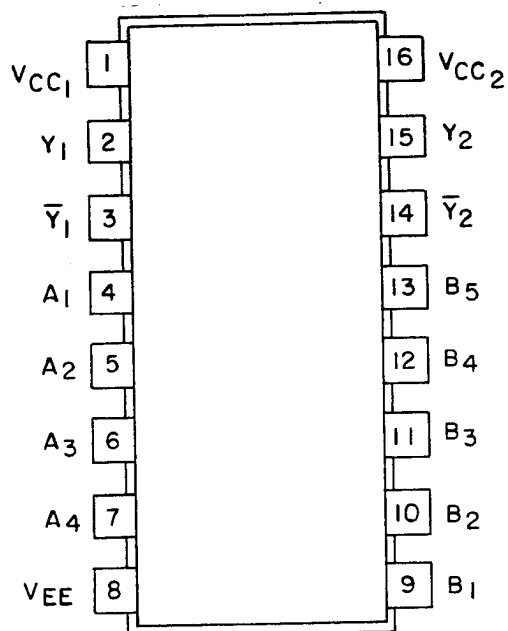 VCC1 1 16 VCC2
Y1 2 15 Y2
Y̅1 3 14 Y̅2
A1 4 13 B5
A2 5 12 B4
A3 6 11 B3
A4 7 10 B2
VEE 8 9 B1